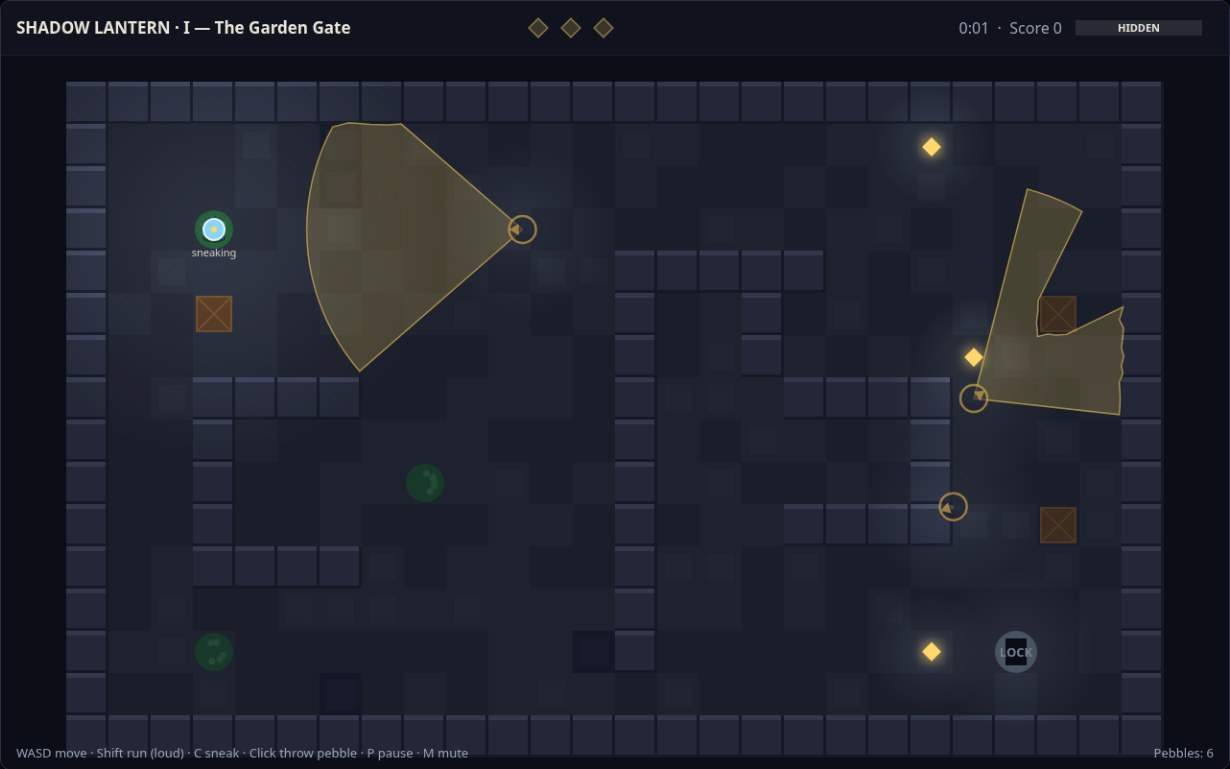 SHADOW LANTERN · I — The Garden Gate
0:01 · Score 0
HIDDEN
sneaking
LOCK
WASD move · Shift run (loud) · C sneak · Click throw pebble · P pause · M mute
Pebbles: 6